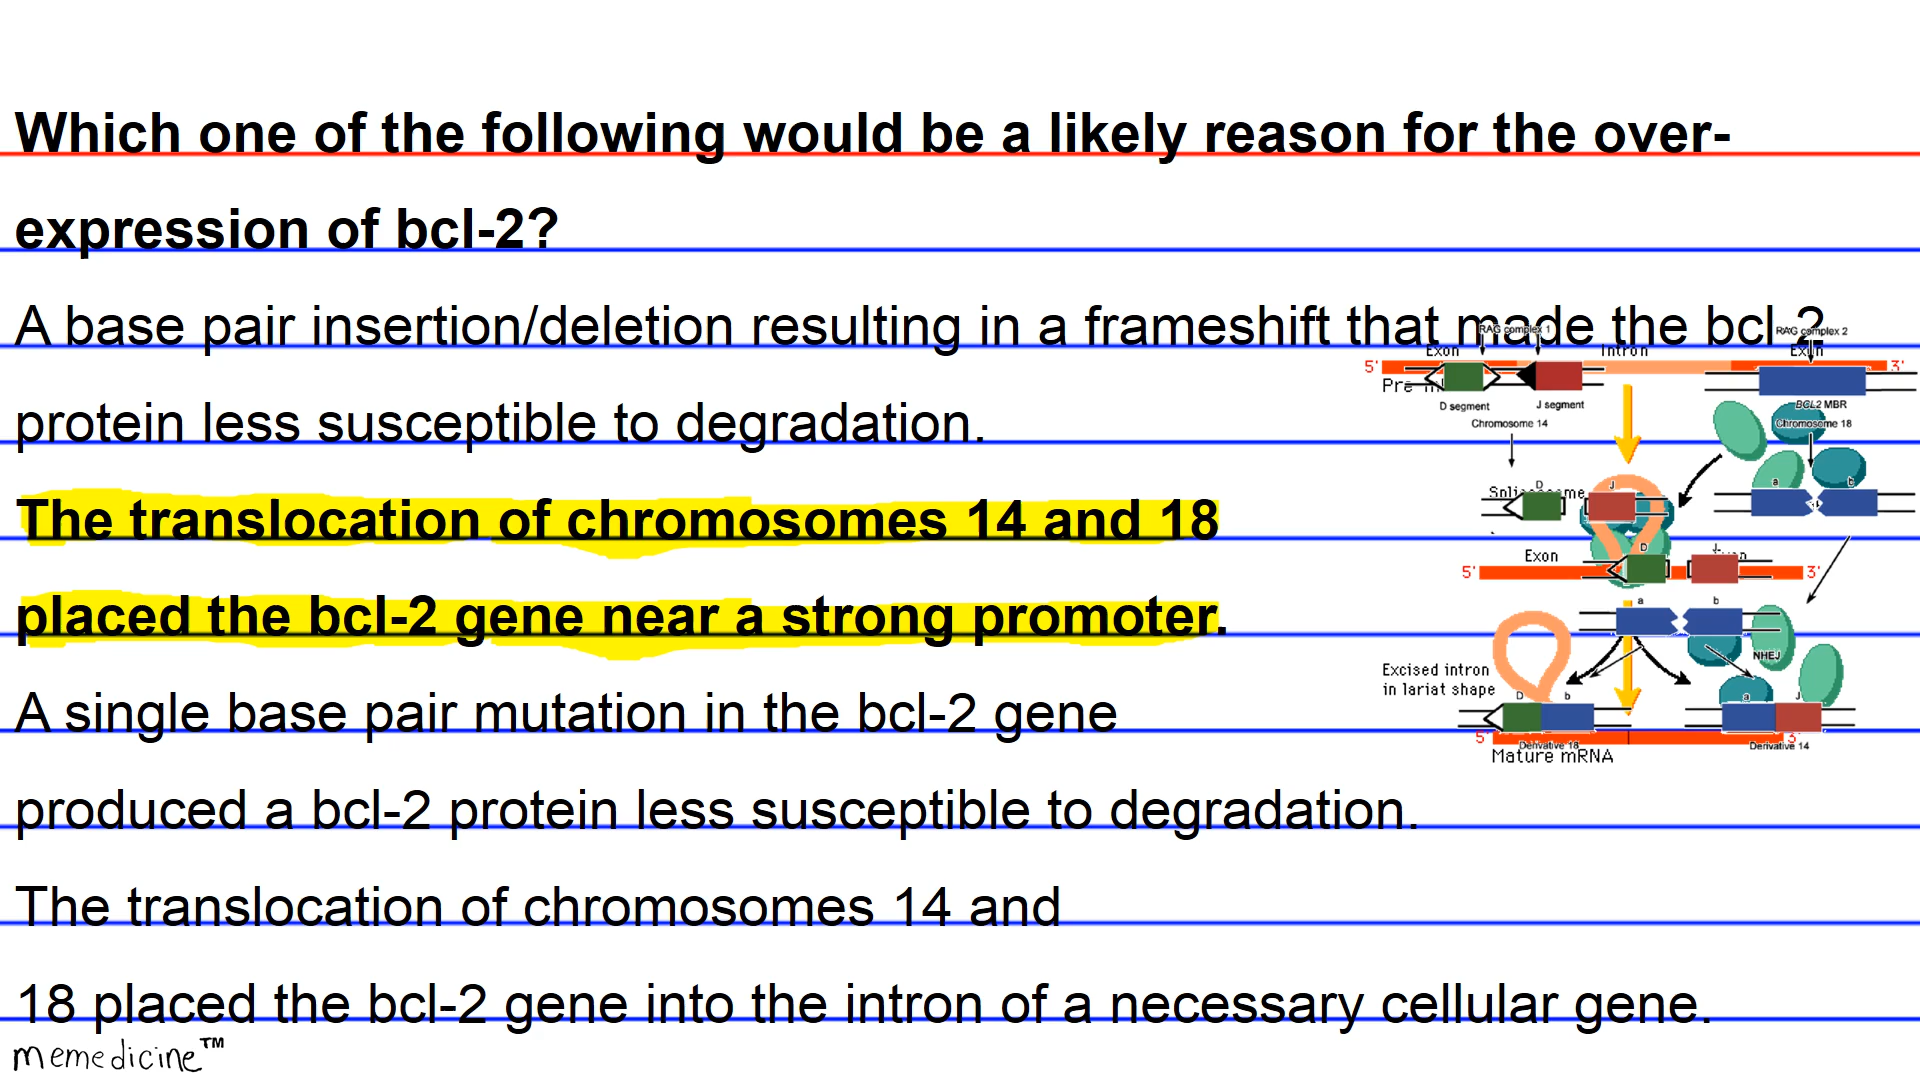 Which one of the following would be a likely reason for the over-
expression of bcl-2?
A base pair insertion/deletion resulting in a frameshift that made the bcl-2
protein less susceptible to degradation.
The translocation of chromosomes 14 and 18
placed the bcl-2 gene near a strong promoter.
A single base pair mutation in the bcl-2 gene
produced a bcl-2 protein less susceptible to degradation.
The translocation of chromosomes 14 and
18 placed the bcl-2 gene into the intron of a necessary cellular gene.
memedicine™
RAG complex 1
RAG complex 2
Exon Intron Exon
5' 3'
D segment J segment
BCL2 MBR
Chromosome 14
Chromosome 18
D J
a b
Exon
D J
5' 3'
a b
NHEJ
Excised intron
in lariat shape
D b
a J
5' 3'
Derivative 18
Derivative 14
Mature mRNA